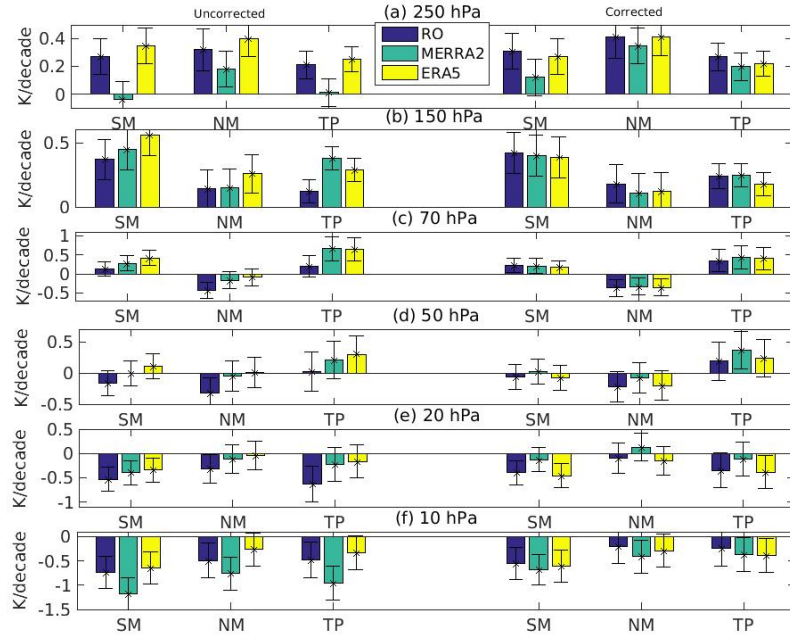 Uncorrected
(a) 250 hPa
Corrected
RO
MERRA2
ERA5
K/decade
0.4
0.2
0
SM NM TP SM NM TP
(b) 150 hPa
0.5
0
SM NM TP SM NM TP
(c) 70 hPa
K/decade
1
0.5
0
-0.5
SM NM TP SM NM TP
(d) 50 hPa
K/decade
0.5
0
-0.5
SM NM TP SM NM TP
(e) 20 hPa
K/decade
0.5
0
-0.5
-1
SM NM TP SM NM TP
(f) 10 hPa
K/decade
0
-0.5
-1
-1.5
SM NM TP SM NM TP